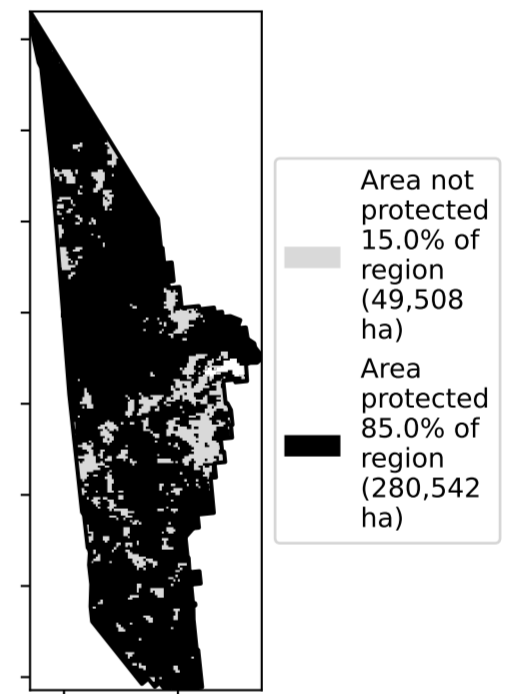 Area not
protected
15.0% of
region
(49,508
ha)
Area
protected
85.0% of
region
(280,542
ha)